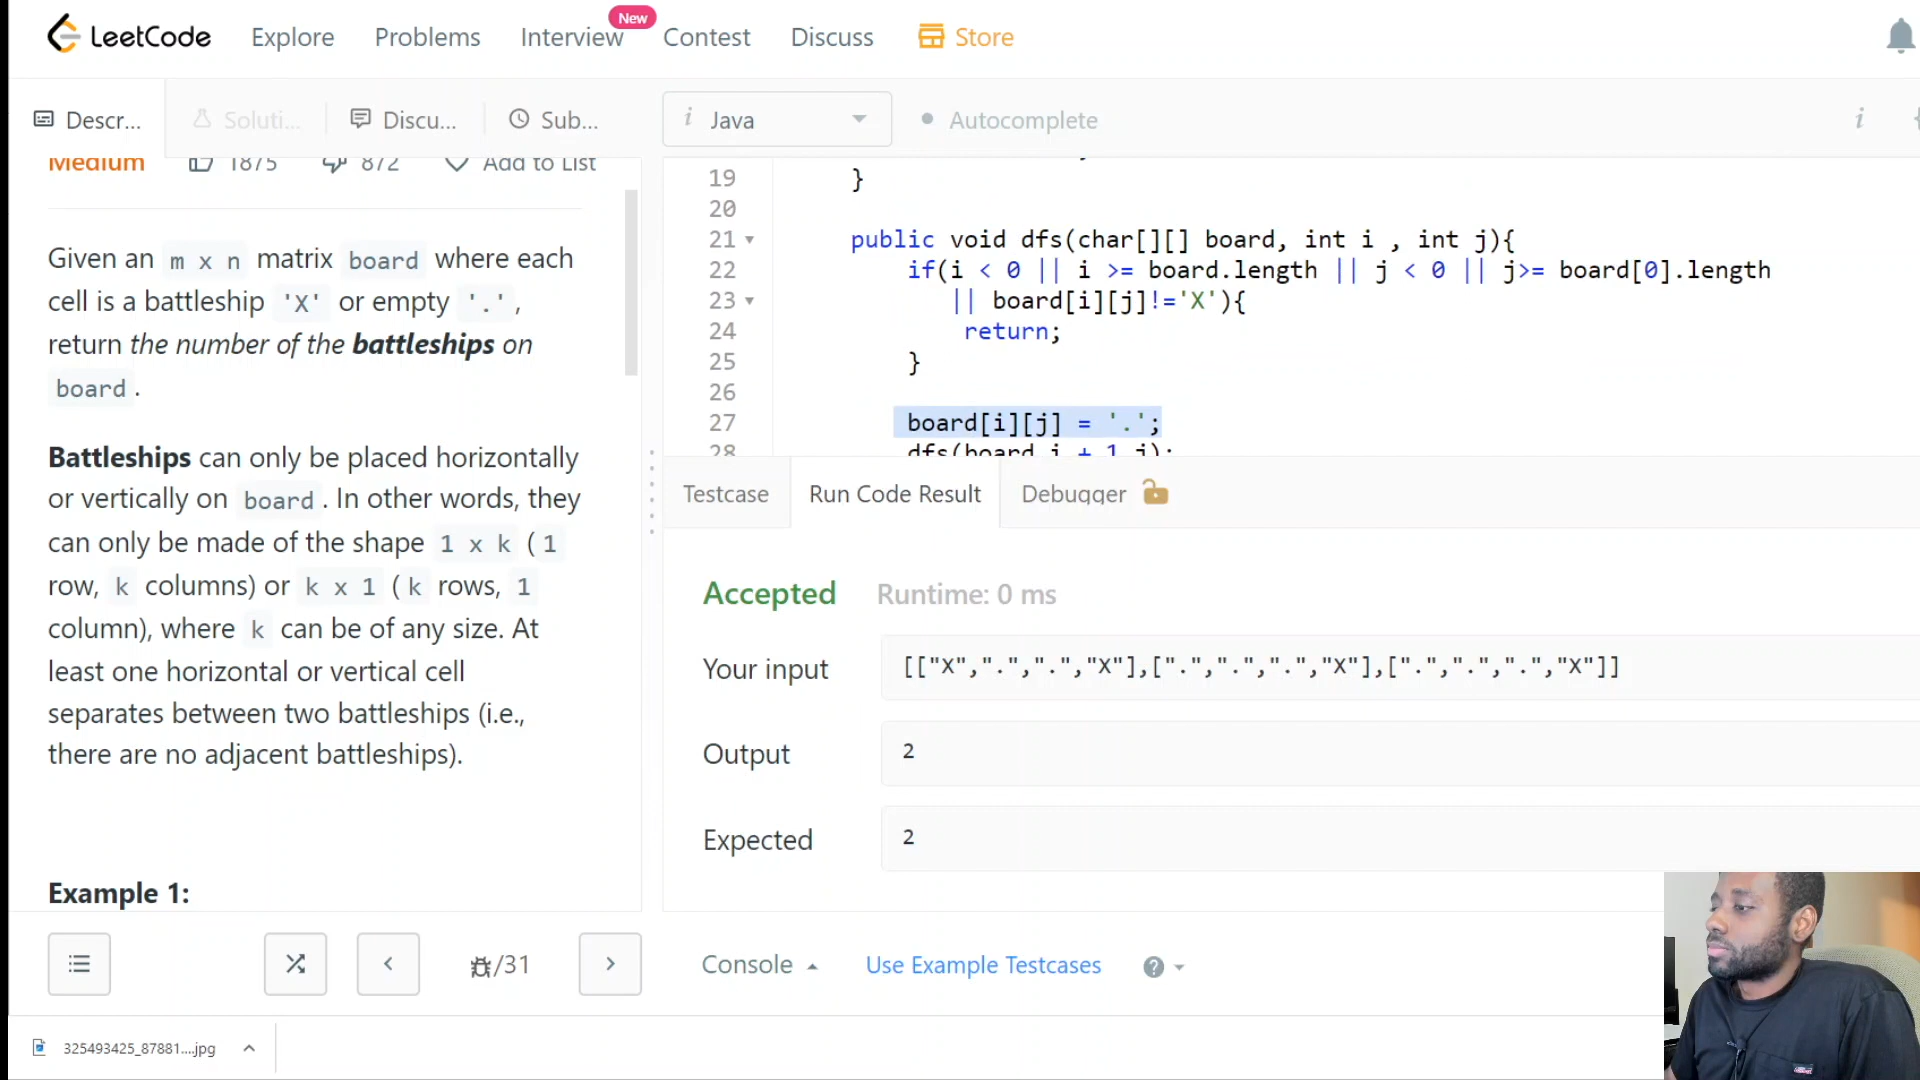 LeetCode
Explore
Problems
Interview
New
Contest
Discuss
Store
Descr...
Soluti...
Discu...
Sub...
Medium
1875
872
Add to List
Given an m x n matrix board where each
cell is a battleship 'X' or empty '.',
return the number of the battleships on
board.
Battleships can only be placed horizontally
or vertically on board. In other words, they
can only be made of the shape 1 x k (1
row, k columns) or k x 1 (k rows, 1
column), where k can be of any size. At
least one horizontal or vertical cell
separates between two battleships (i.e.,
there are no adjacent battleships).
Example 1:
/31
i Java
Autocomplete
i
19 }
20
21 public void dfs(char[][] board, int i , int j){
22 if(i < 0 || i >= board.length || j < 0 || j>= board[0].length
23 || board[i][j]!='X'){
24 return;
25 }
26
27 board[i][j] = '.';
28 dfs(board,i + 1,j);
Testcase
Run Code Result
Debugger
Accepted
Runtime: 0 ms
Your input
[["X",".",".","X"],[".",".",".","X"],[".",".",".","X"]]
Output
2
Expected
2
Console
Use Example Testcases
?
325493425_87881....jpg